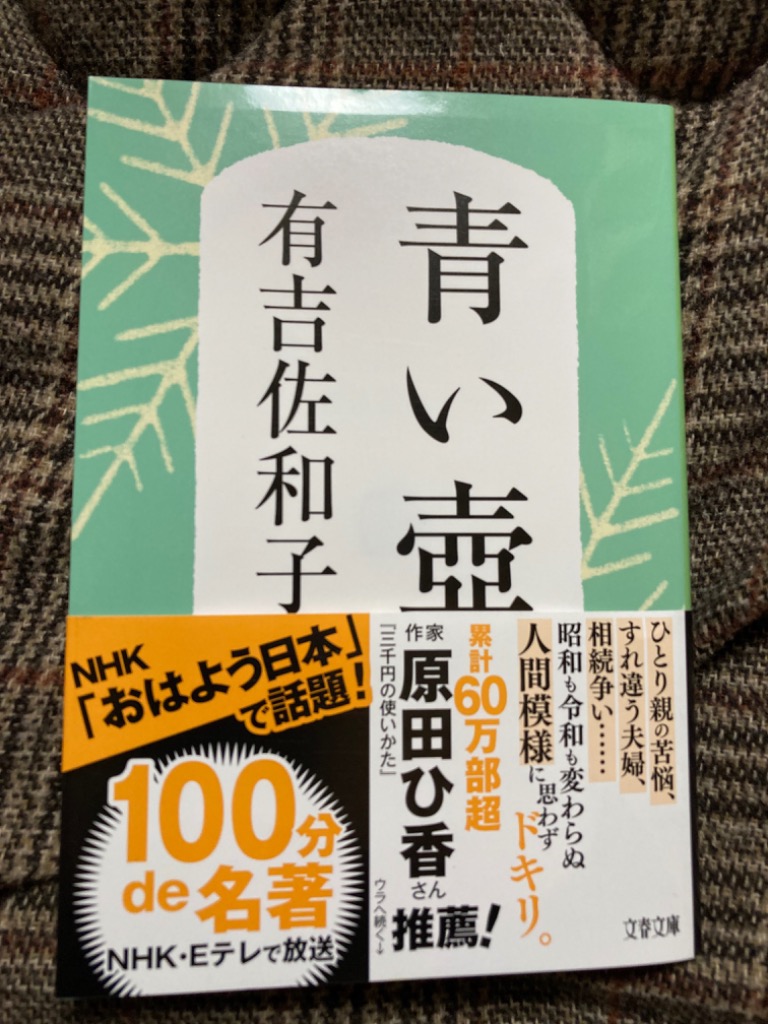 青い壺
有吉佐和子
ひとり親の苦悩、
すれ違う夫婦、
相続争い……
昭和も令和も変わらぬ
人間模様に思わず
ドキリ。
累計60万部超
作家
原田ひ香さん
『三千円の使いかた』
推薦!
ウラへ続く→
文春文庫
NHK
「おはよう日本」
で話題!
100分
de名著
NHK・Eテレで放送